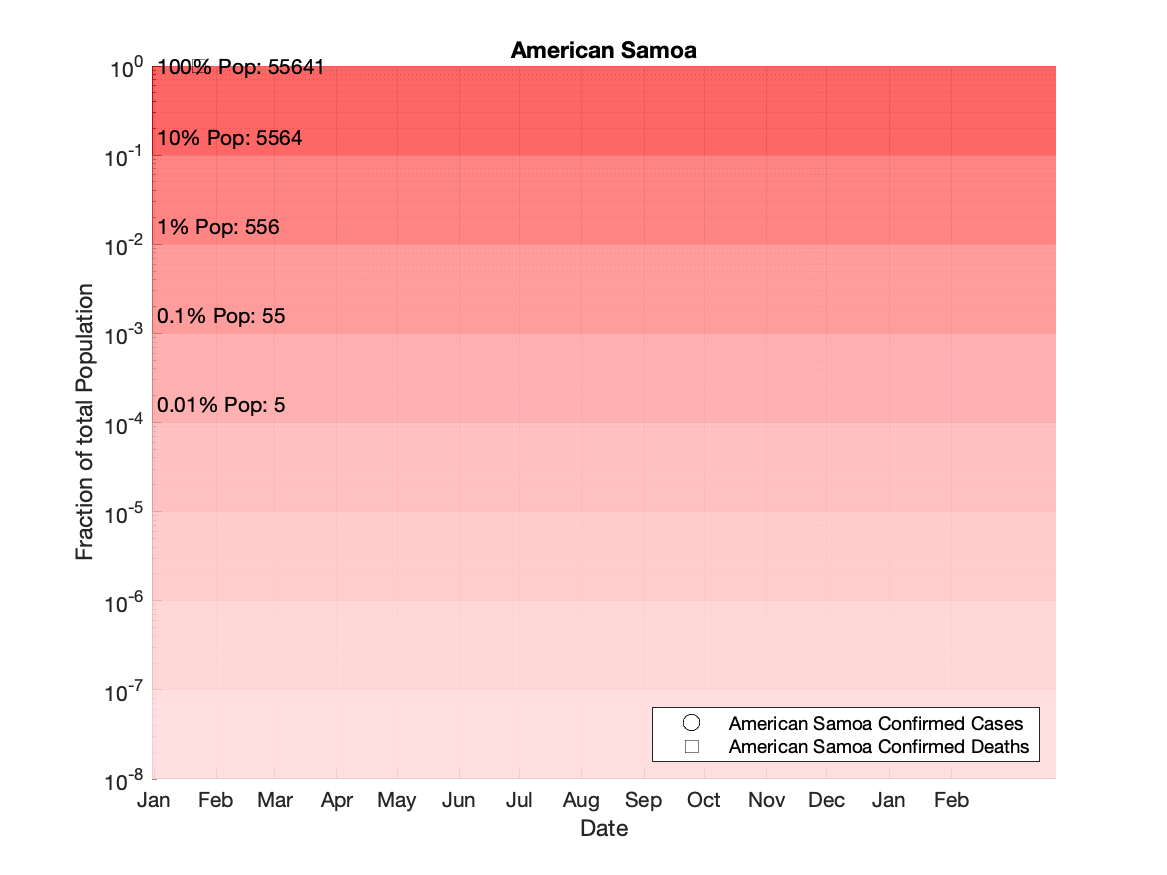 American Samoa
10^0
100% Pop: 55641
10% Pop: 5564
10^-1
1% Pop: 556
10^-2
0.1% Pop: 55
10^-3
0.01% Pop: 5
10^-4
10^-5
10^-6
10^-7
10^-8
Fraction of total Population
American Samoa Confirmed Cases
American Samoa Confirmed Deaths
Jan Feb Mar Apr May Jun Jul Aug Sep Oct Nov Dec Jan Feb
Date